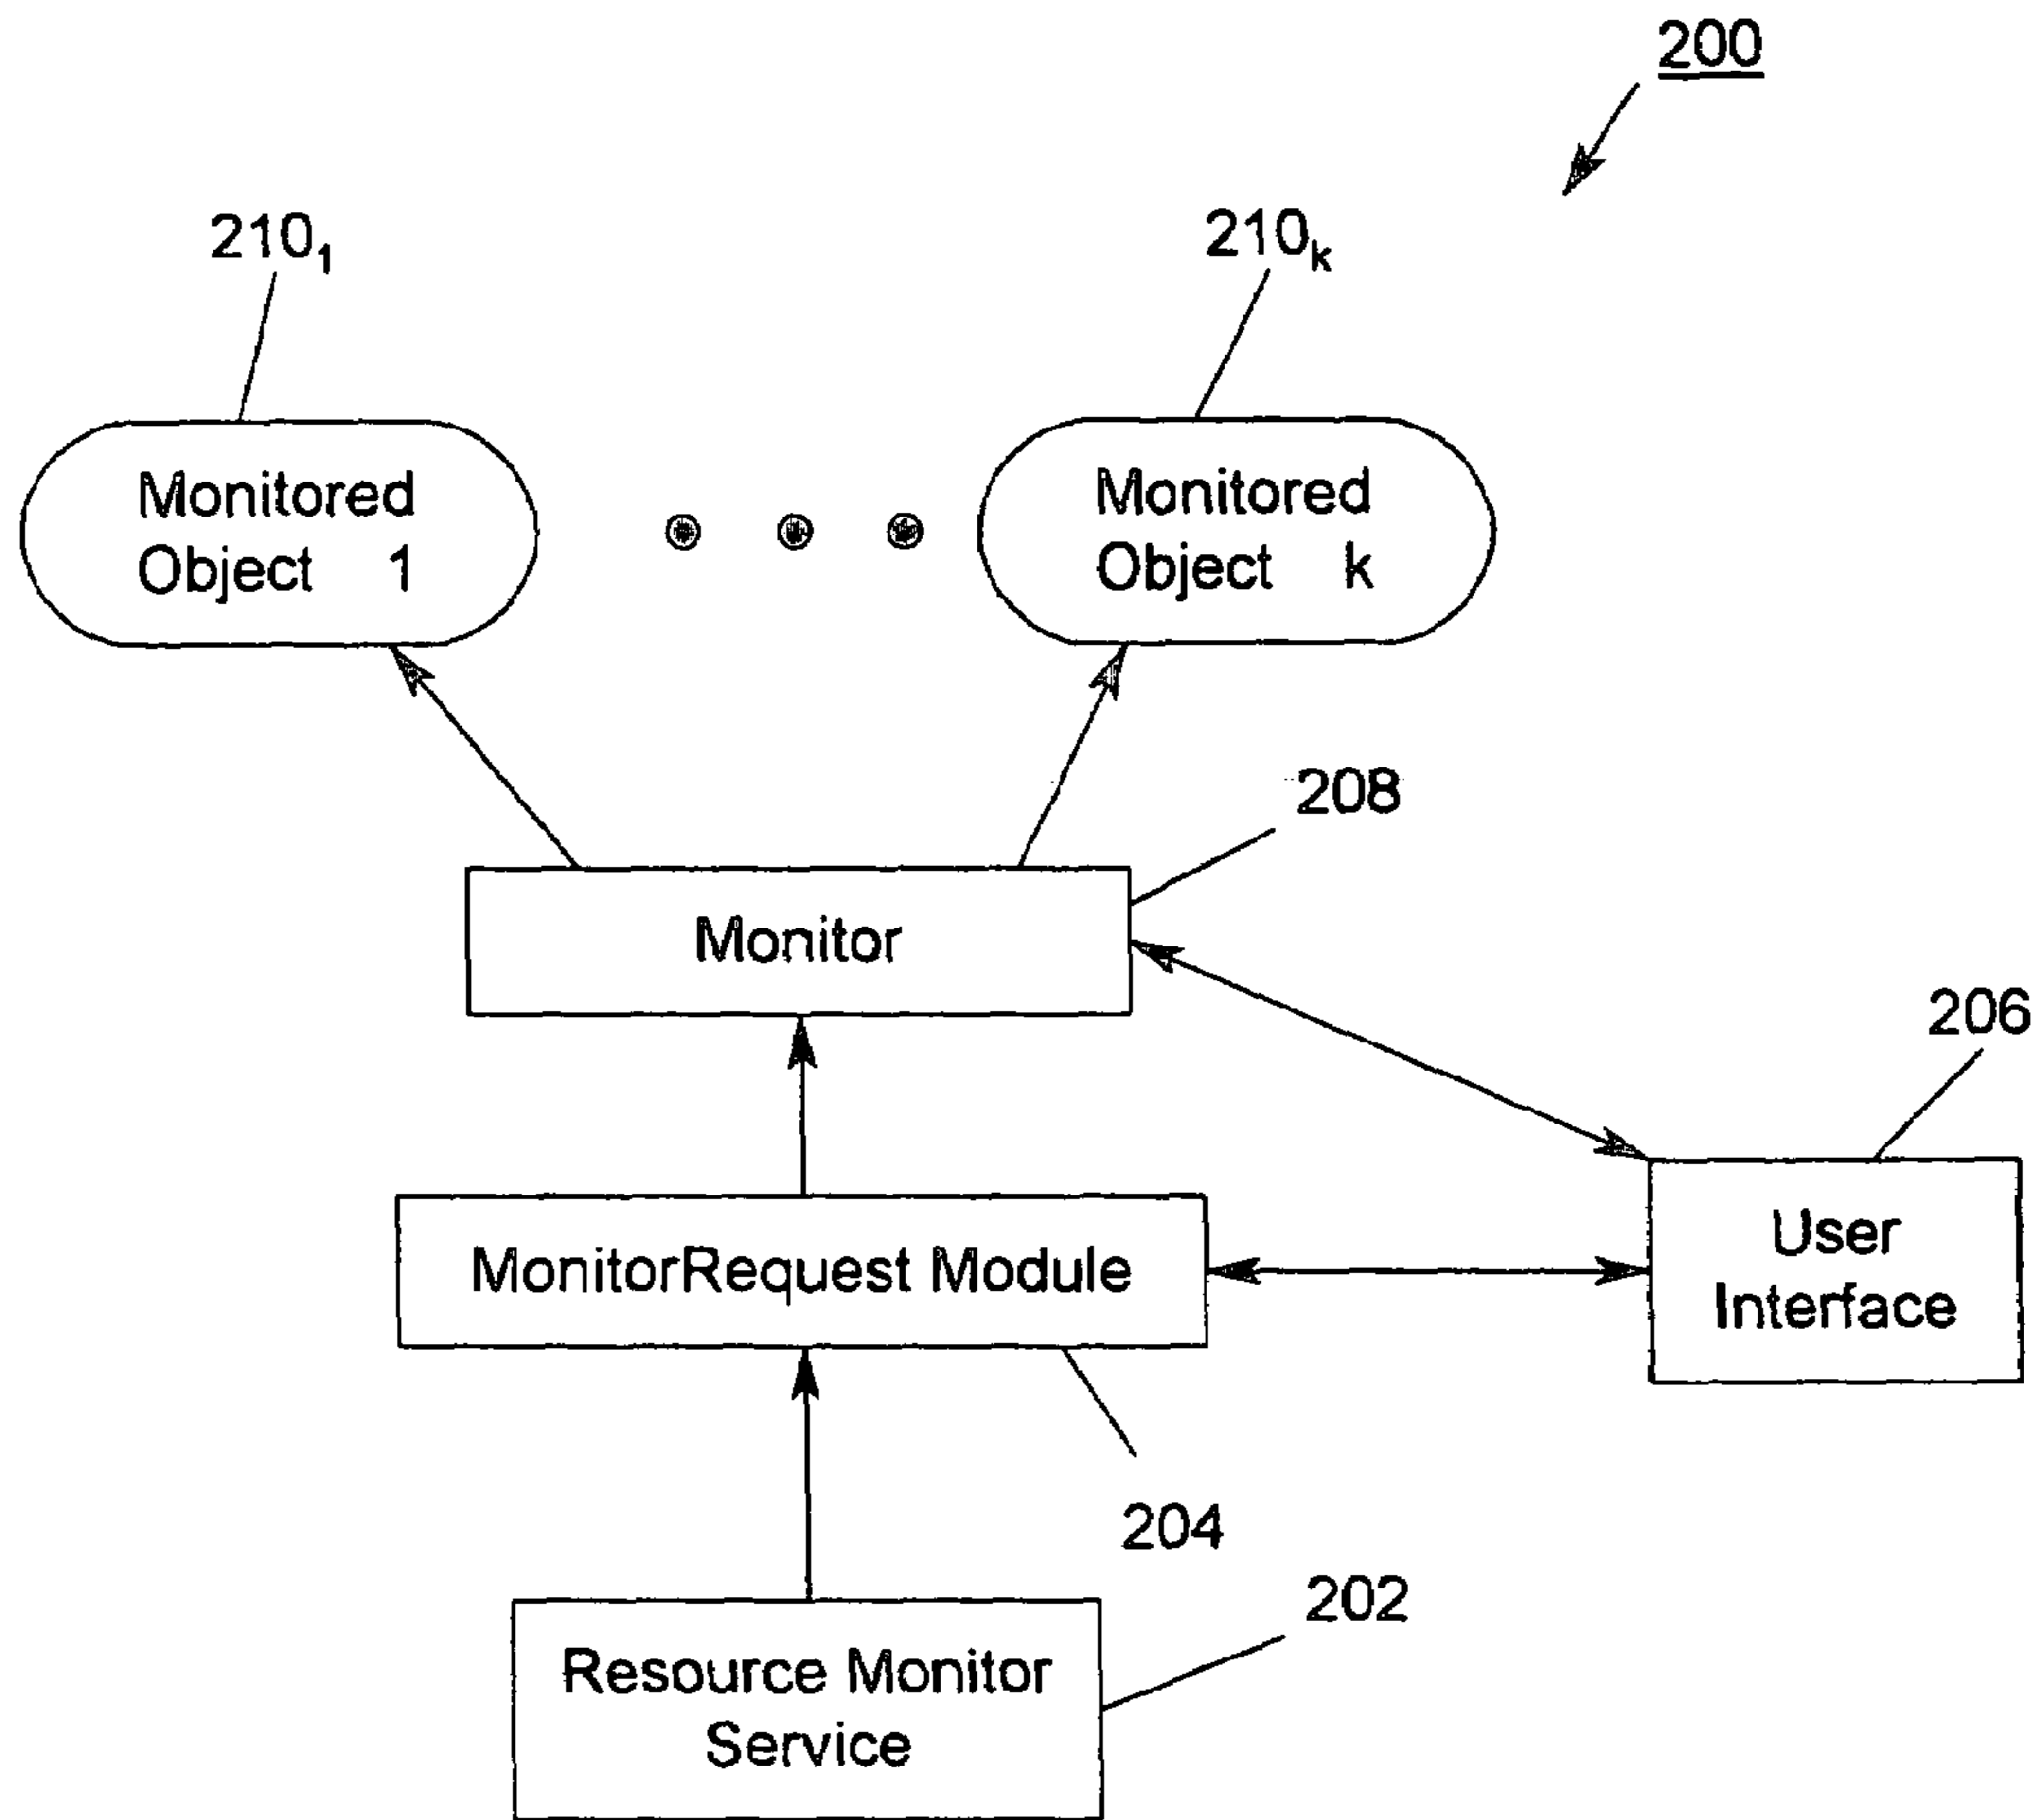 200
210₁
210ₖ
Monitored
Object 1
Monitored
Object k
208
Monitor
206
User
Interface
MonitorRequest Module
204
202
Resource Monitor
Service